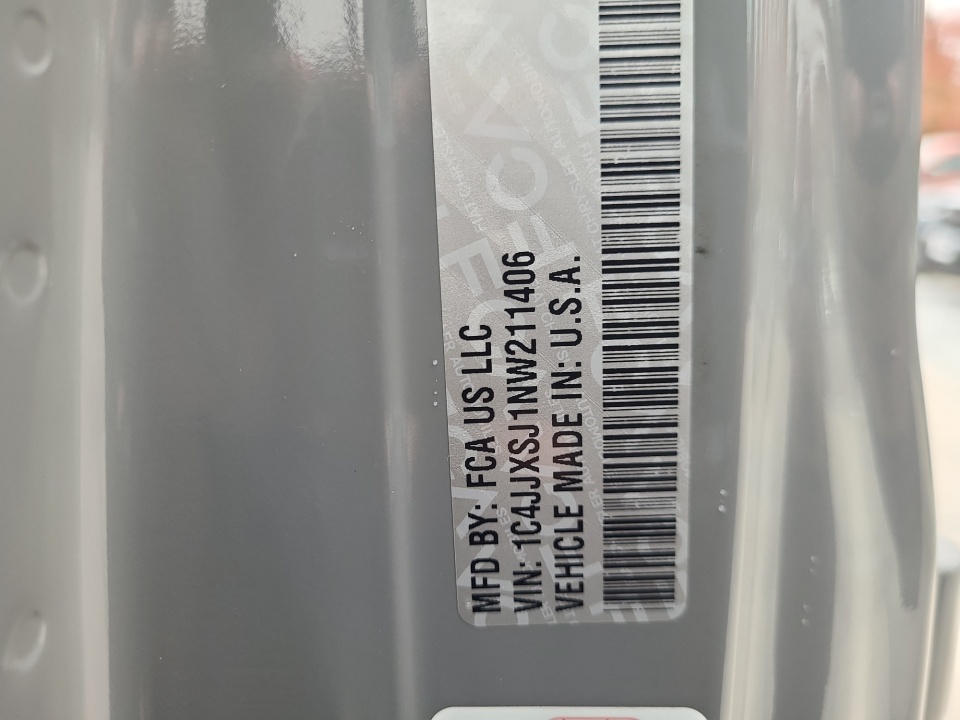 MFD BY: FCA US LLC
VIN: 1C4JJXSJ1NW211406
VEHICLE MADE IN: U.S.A.